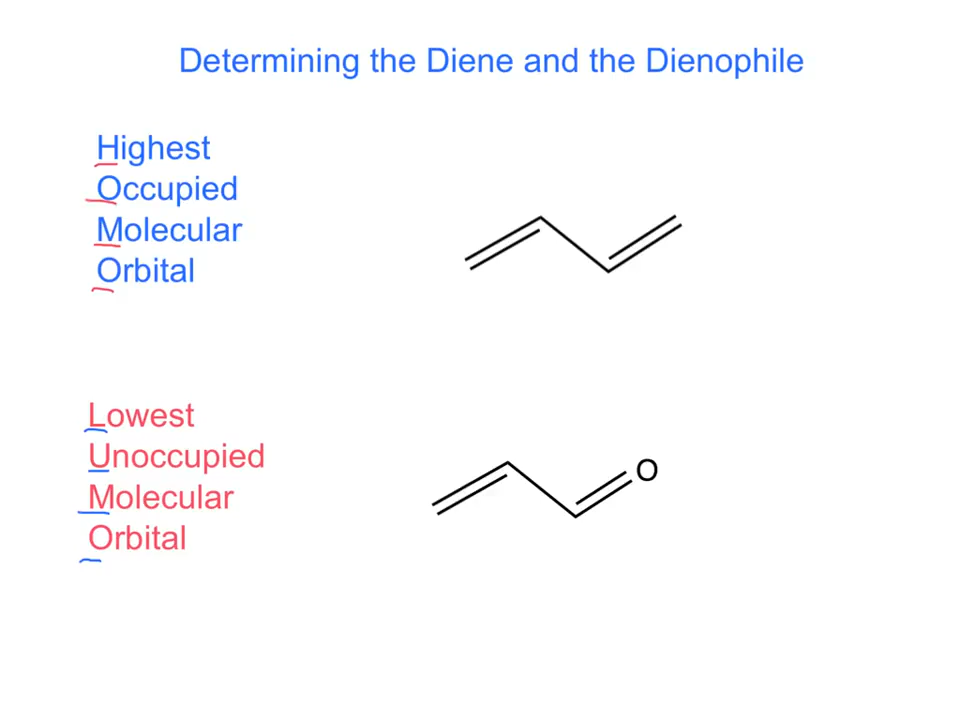 Determining the Diene and the Dienophile
Highest
Occupied
Molecular
Orbital
Lowest
Unoccupied
Molecular
Orbital
O